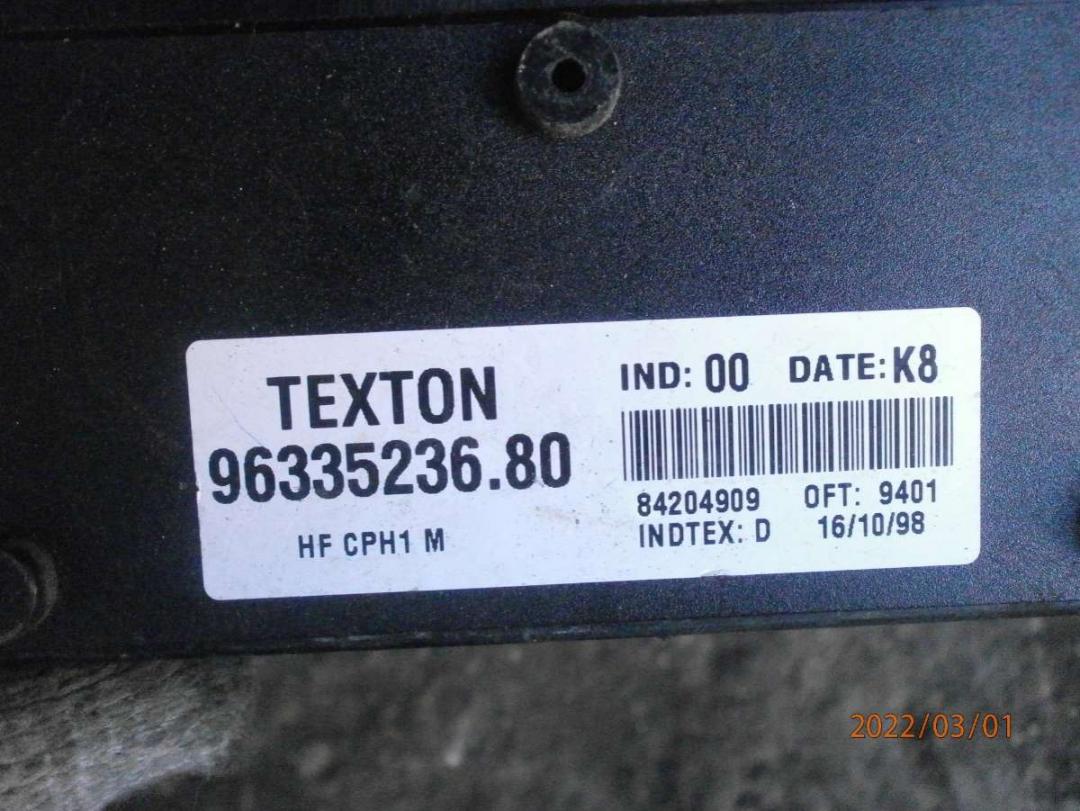 TEXTON
96335236.80
HF CPH1 M
IND: 00 DATE: K8
84204909 OFT: 9401
INDTEX: D 16/10/98
2022/03/01